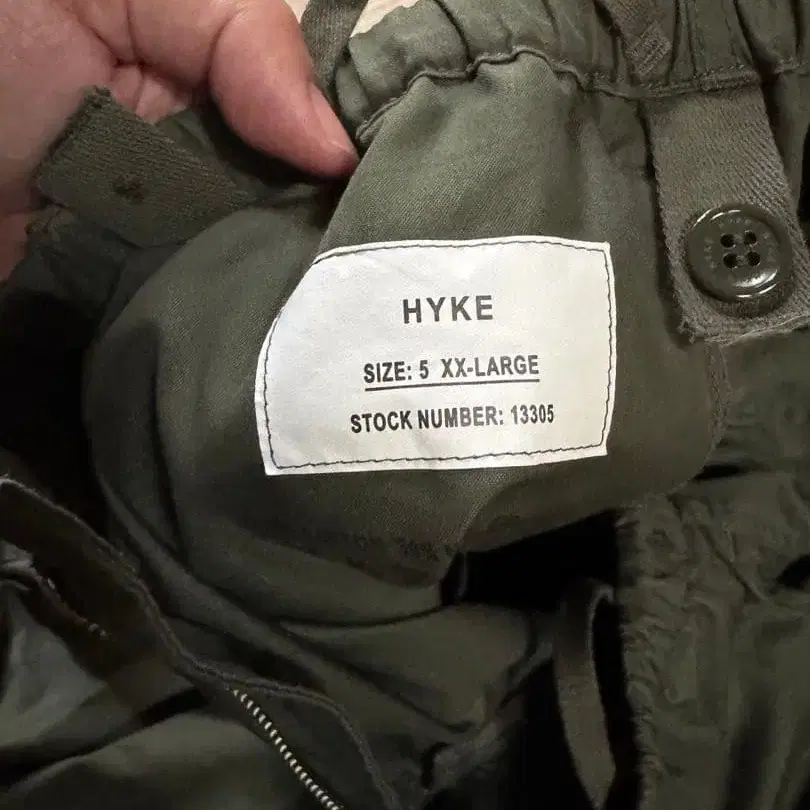 HYKE
SIZE: 5 XX-LARGE
STOCK NUMBER: 13305